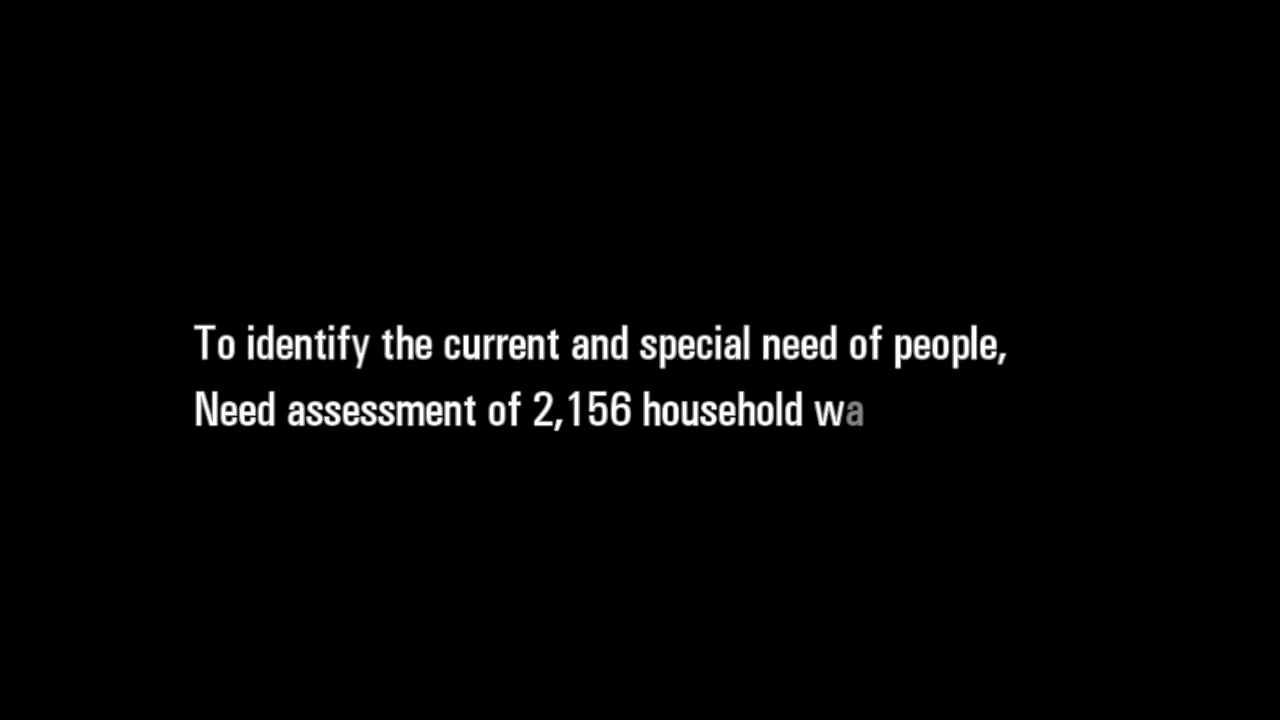 To identify the current and special need of people,
Need assessment of 2,156 household wa